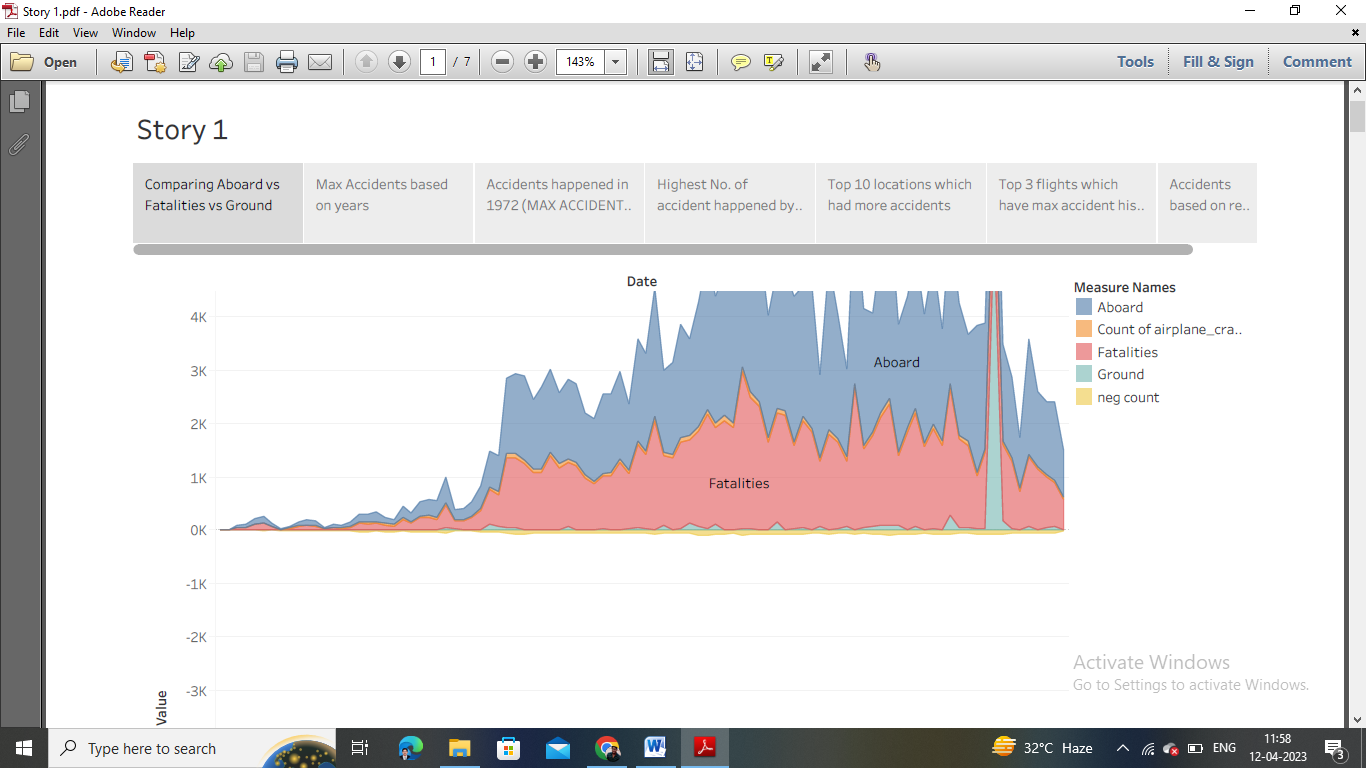 Story 1.pdf - Adobe Reader
File Edit View Window Help
Open
1 / 7
143%
Tools Fill & Sign Comment
Story 1
Comparing Aboard vs
Fatalities vs Ground
Max Accidents based
on years
Accidents happened in
1972 (MAX ACCIDENT..
Highest No. of
accident happened by..
Top 10 locations which
had more accidents
Top 3 flights which
have max accident his..
Accidents
based on re..
Date
4K
3K
2K
1K
0K
-1K
-2K
-3K
Value
Aboard
Fatalities
Measure Names
Aboard
Count of airplane_cra..
Fatalities
Ground
neg count
Activate Windows
Go to Settings to activate Windows.
Type here to search
32°C Haze
ENG
11:58
12-04-2023
3